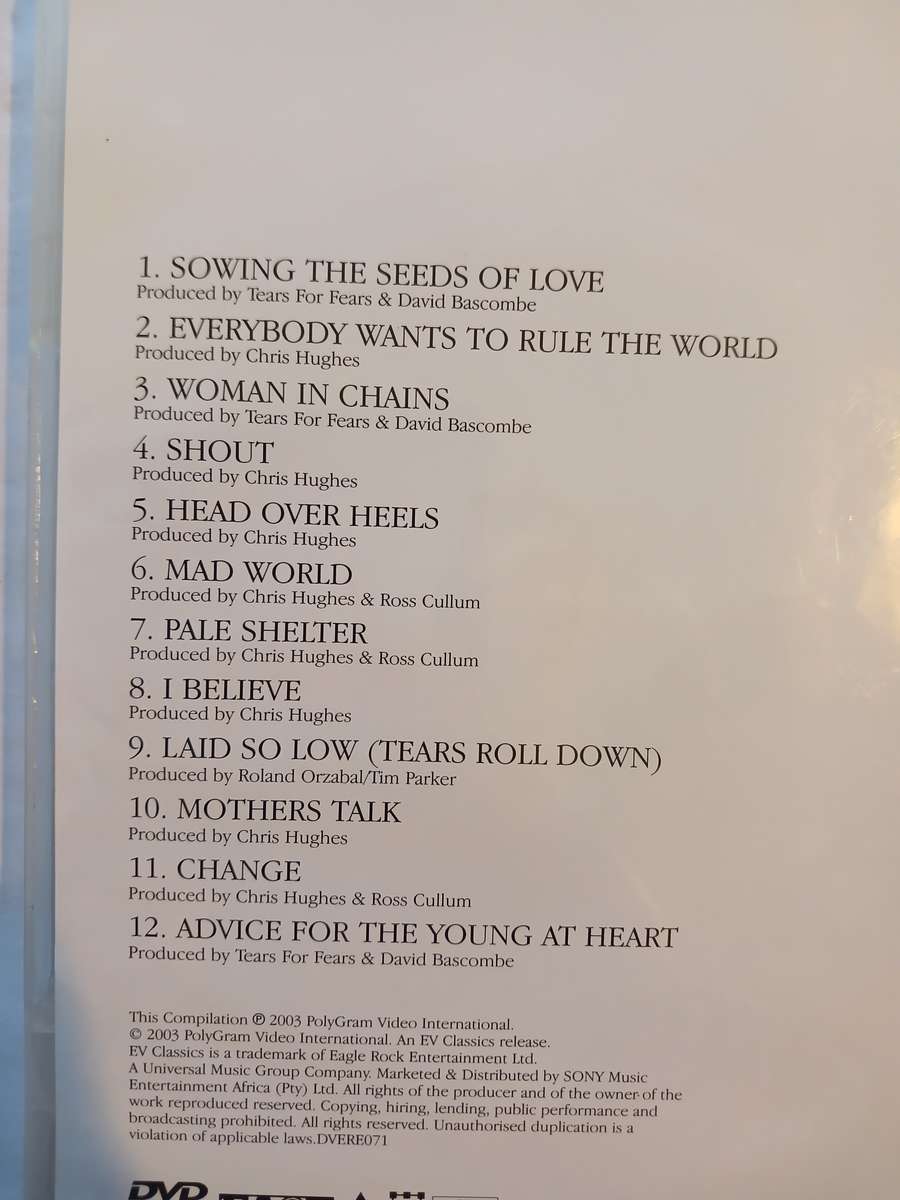 1. SOWING THE SEEDS OF LOVE
Produced by Tears For Fears & David Bascombe
2. EVERYBODY WANTS TO RULE THE WORLD
Produced by Chris Hughes
3. WOMAN IN CHAINS
Produced by Tears For Fears & David Bascombe
4. SHOUT
Produced by Chris Hughes
5. HEAD OVER HEELS
Produced by Chris Hughes
6. MAD WORLD
Produced by Chris Hughes & Ross Cullum
7. PALE SHELTER
Produced by Chris Hughes & Ross Cullum
8. I BELIEVE
Produced by Chris Hughes
9. LAID SO LOW (TEARS ROLL DOWN)
Produced by Roland Orzabal/Tim Parker
10. MOTHERS TALK
Produced by Chris Hughes
11. CHANGE
Produced by Chris Hughes & Ross Cullum
12. ADVICE FOR THE YOUNG AT HEART
Produced by Tears For Fears & David Bascombe
This Compilation ℗ 2003 PolyGram Video International.
© 2003 PolyGram Video International. An EV Classics release.
EV Classics is a trademark of Eagle Rock Entertainment Ltd.
A Universal Music Group Company. Marketed & Distributed by SONY Music
Entertainment Africa (Pty) Ltd. All rights of the producer and of the owner of the
work reproduced reserved. Copying, hiring, lending, public performance and
broadcasting prohibited. All rights reserved. Unauthorised duplication is a
violation of applicable laws.DVERE071
DVD